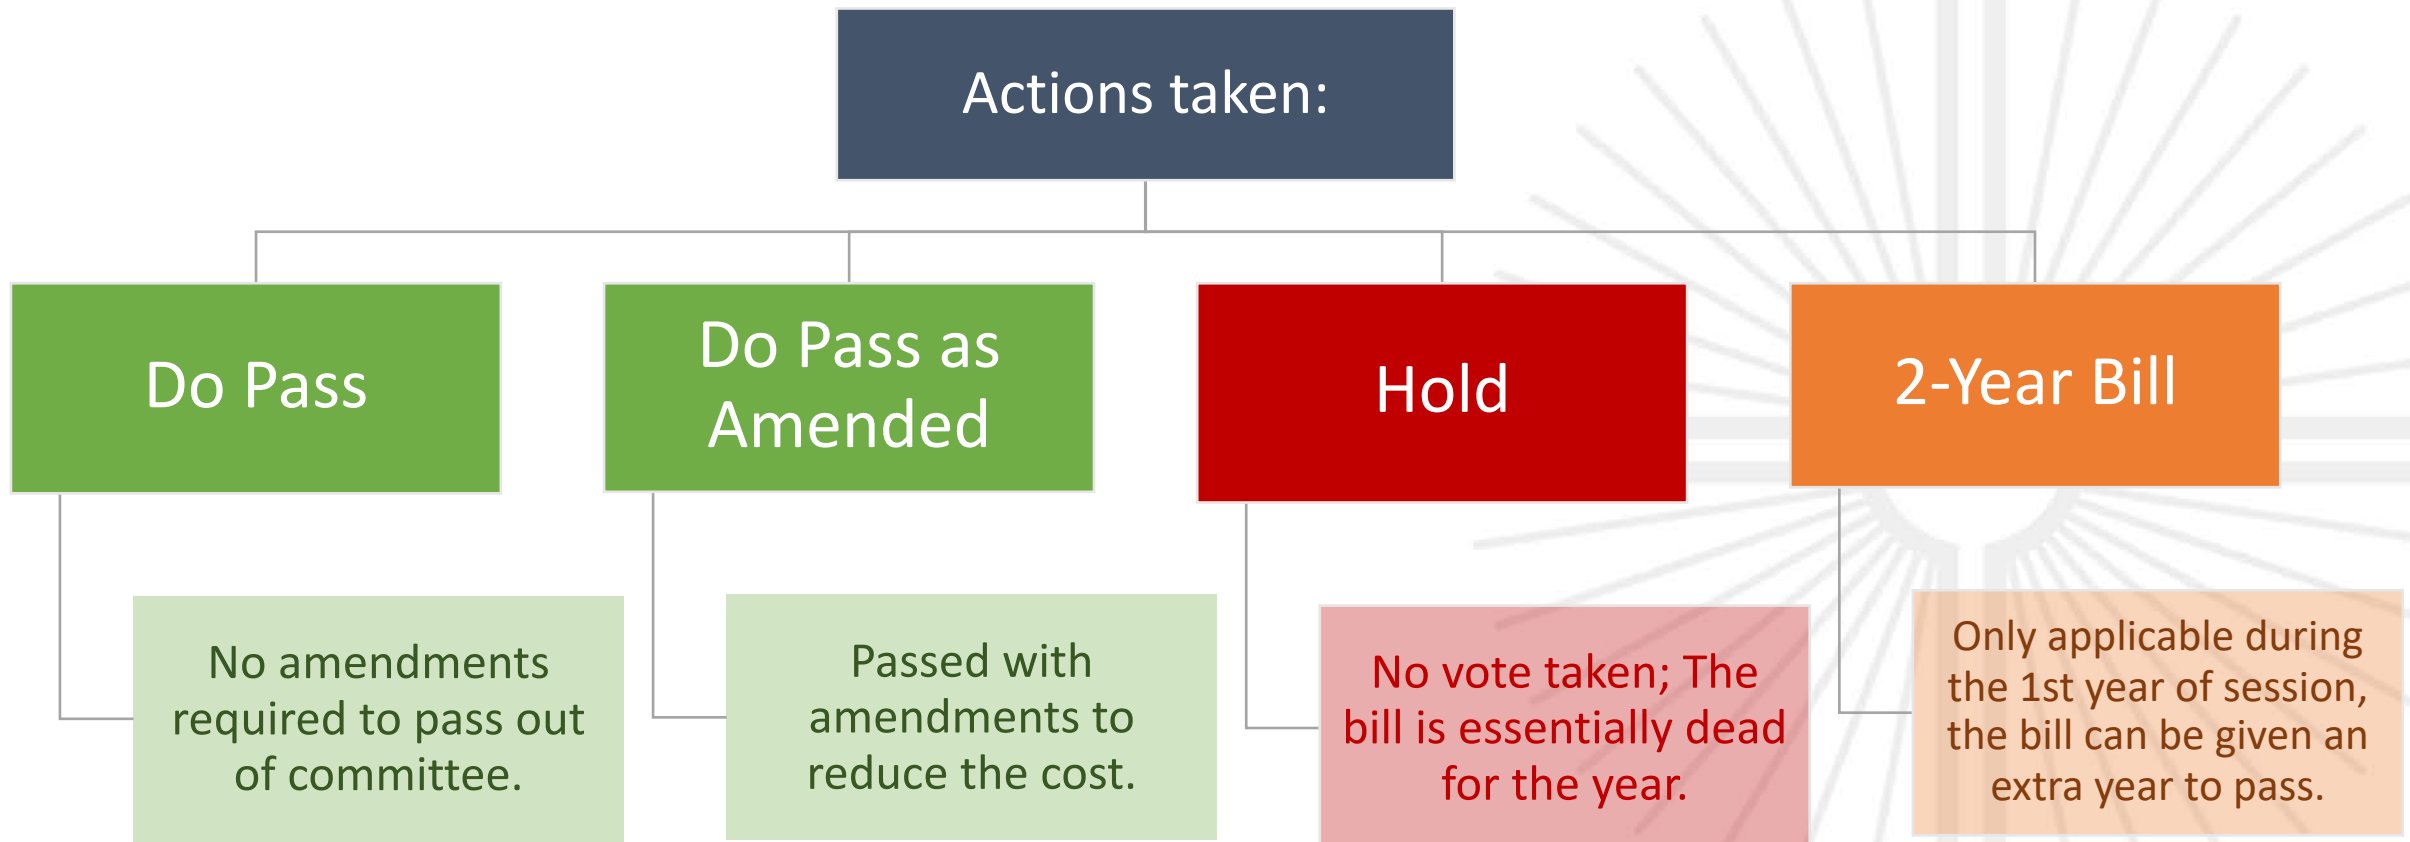 Actions taken:
Do Pass
Do Pass as
Amended
Hold
2-Year Bill
No amendments
required to pass out
of committee.
Passed with
amendments to
reduce the cost.
No vote taken; The
bill is essentially dead
for the year.
Only applicable during
the 1st year of session,
the bill can be given an
extra year to pass.